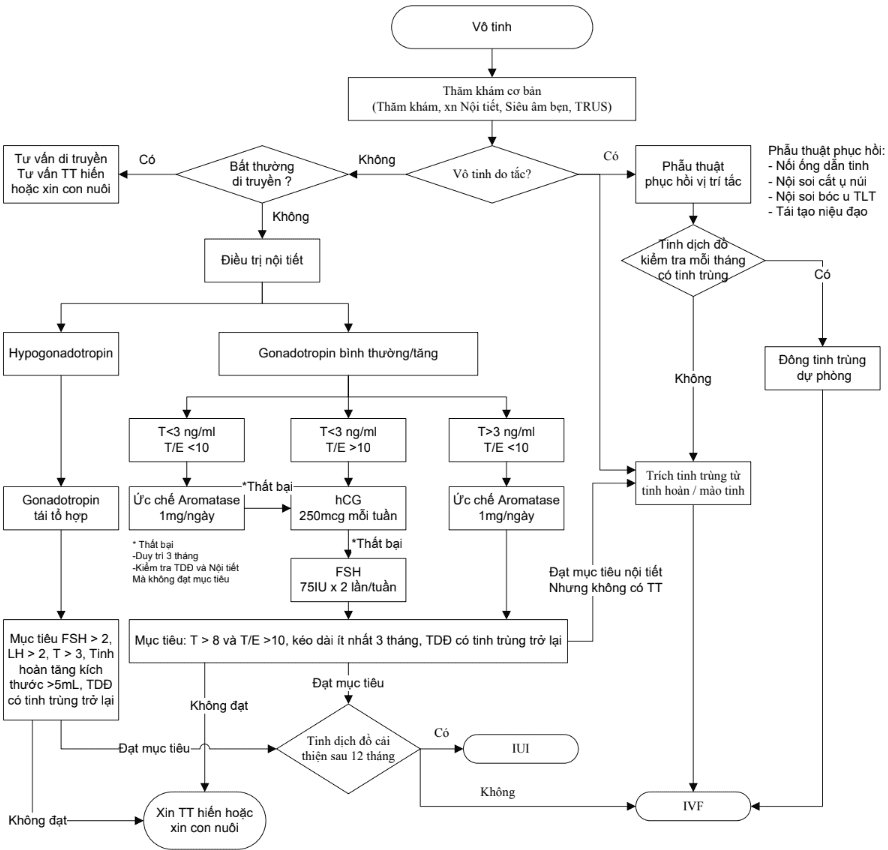 Vô tinh
Thăm khám cơ bản
(Thăm khám, xn Nội tiết, Siêu âm bẹn, TRUS)
Tư vấn di truyền
Tư vấn TT hiến
hoặc xin con nuôi
Có
Bất thường
di truyền ?
Không
Vô tinh do tắc?
Có
Phẫu thuật
phục hồi vị trí tắc
Phẫu thuật phục hồi:
- Nối ống dẫn tinh
- Nội soi cắt ụ núi
- Nội soi bóc u TLT
- Tái tạo niệu đạo
Không
Điều trị nội tiết
Tinh dịch đồ
kiểm tra mỗi tháng
có tinh trùng
Có
Hypogonadotropin
Gonadotropin bình thường/tăng
Không
Đông tinh trùng
dự phòng
T<3 ng/ml
T/E <10
T<3 ng/ml
T/E >10
T>3 ng/ml
T/E <10
Gonadotropin
tái tổ hợp
Ức chế Aromatase
1mg/ngày
*Thất bại
hCG
250mcg mỗi tuần
Ức chế Aromatase
1mg/ngày
Trích tinh trùng từ
tinh hoàn / mào tinh
* Thất bại
-Duy trì 3 tháng
-Kiểm tra TDĐ và Nội tiết
Mà không đạt mục tiêu
*Thất bại
FSH
75IU x 2 lần/tuần
Đạt mục tiêu nội tiết
Nhưng không có TT
Mục tiêu FSH > 2,
LH > 2, T > 3, Tinh
hoàn tăng kích
thước >5mL, TDĐ
có tinh trùng trở lại
Mục tiêu: T > 8 và T/E >10, kéo dài ít nhất 3 tháng, TDĐ có tinh trùng trở lại
Đạt mục tiêu
Không đạt
Đạt mục tiêu
Tinh dịch đồ cải
thiện sau 12 tháng
Có
IUI
Không
IVF
Không đạt
Xin TT hiến hoặc
xin con nuôi